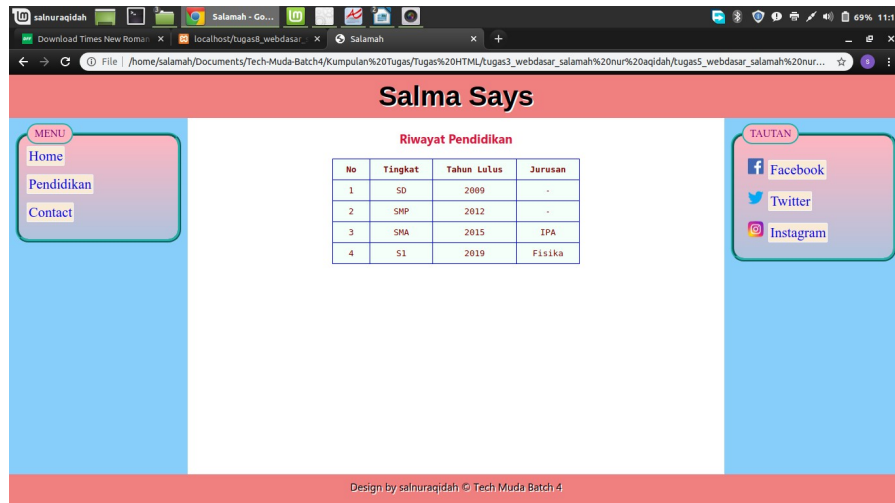 salnuraqidah
3
Salamah - Go...
2
69% 11:1
Download Times New Roman
localhost/tugas8_webdasar_
Salamah
File
/home/salamah/Documents/Tech-Muda-Batch4/Kumpulan%20Tugas/Tugas%20HTML/tugas3_webdasar_salamah%20nur%20aqidah/tugas5_webdasar_salamah%20nur...
S
Salma Says
MENU
Home
Pendidikan
Contact
Riwayat Pendidikan
No Tingkat Tahun Lulus Jurusan
1 SD 2009 -
2 SMP 2012 -
3 SMA 2015 IPA
4 S1 2019 Fisika
TAUTAN
Facebook
Twitter
Instagram
Design by salnuraqidah © Tech Muda Batch 4